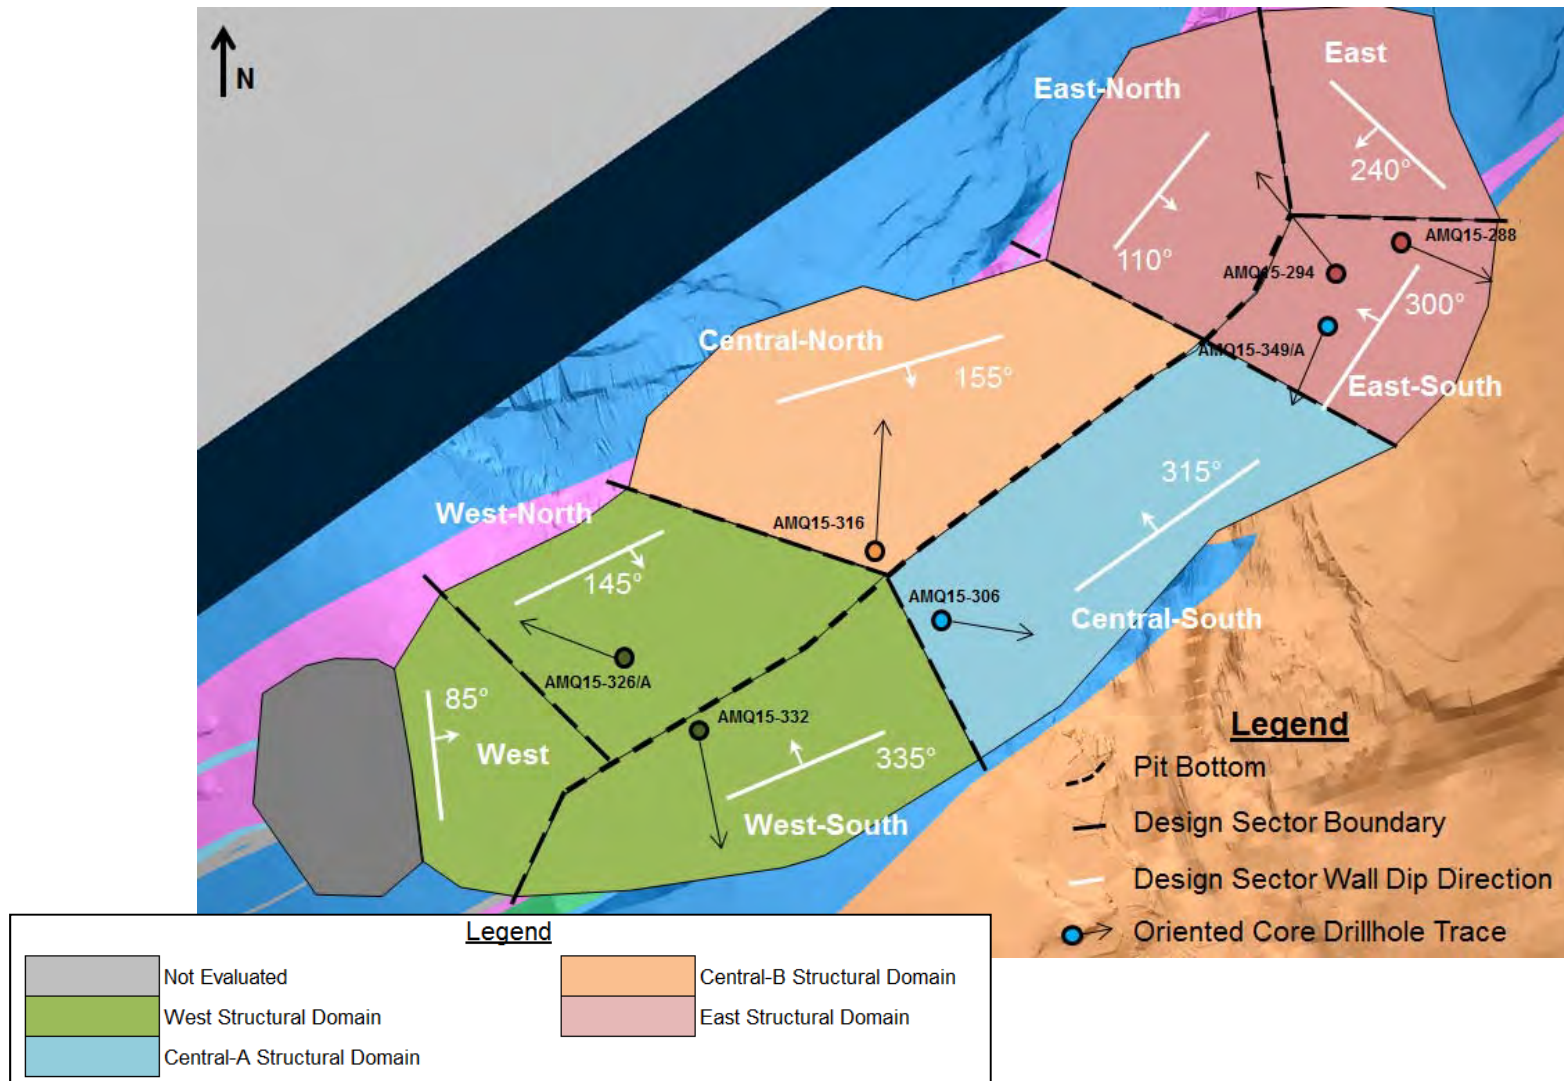 N
East
East-North
240°
AMQ15-288
110°
AMQ15-294
300°
Central-North
AMQ15-349/A
155°
East-South
315°
West-North
AMQ15-316
145°
AMQ15-306
Central-South
AMQ15-326/A
85°
AMQ15-332
West
335°
West-South
Legend
Pit Bottom
Design Sector Boundary
Design Sector Wall Dip Direction
Oriented Core Drillhole Trace
Legend
Not Evaluated
West Structural Domain
Central-A Structural Domain
Central-B Structural Domain
East Structural Domain